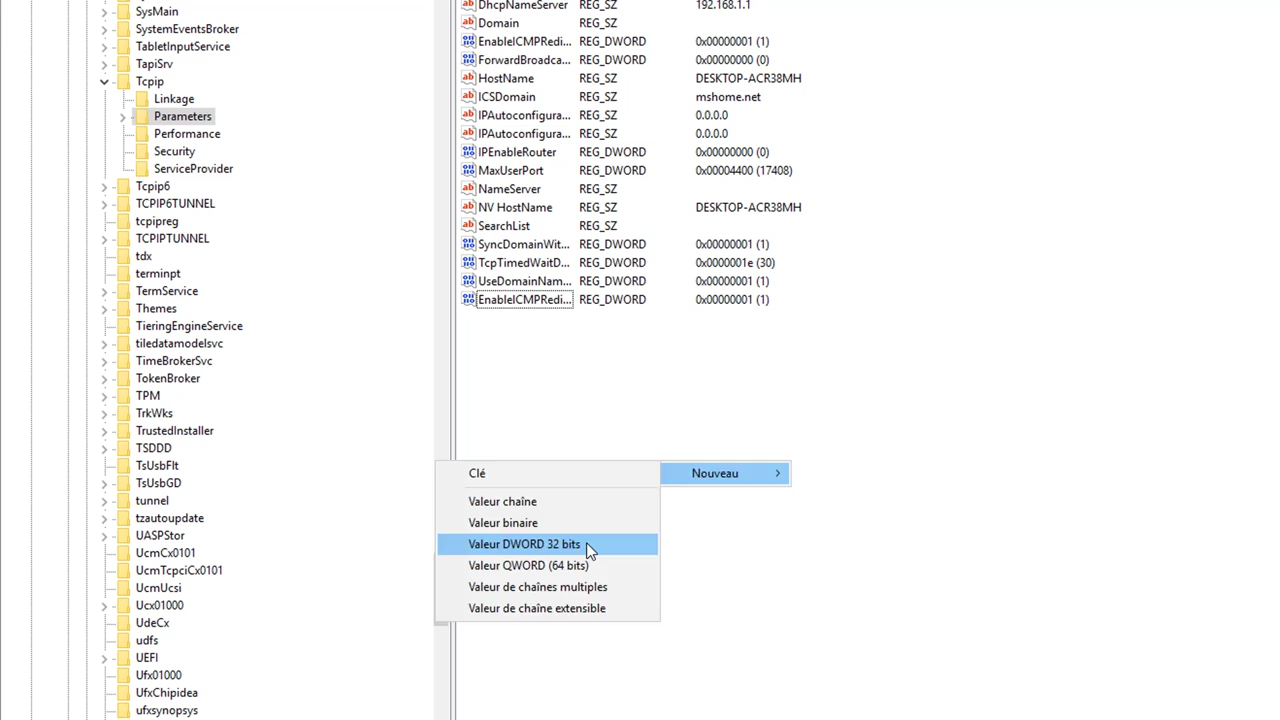 SysMain
SystemEventsBroker
TabletInputService
TapiSrv
Tcpip
Linkage
Parameters
Performance
Security
ServiceProvider
Tcpip6
TCPIP6TUNNEL
tcpipreg
TCPIPTUNNEL
tdx
terminpt
TermService
Themes
TieringEngineService
tiledatamodelsvc
TimeBrokerSvc
TokenBroker
TPM
TrkWks
TrustedInstaller
TSDDD
TsUsbFlt
TsUsbGD
tunnel
tzautoupdate
UASPStor
UcmCx0101
UcmTcpciCx0101
UcmUcsi
Ucx01000
UdeCx
udfs
UEFI
Ufx01000
UfxChipidea
ufxsynopsys
DhcpNameServer REG_SZ 192.168.1.1
Domain REG_SZ
EnableICMPRedi... REG_DWORD 0x00000001 (1)
ForwardBroadca... REG_DWORD 0x00000000 (0)
HostName REG_SZ DESKTOP-ACR38MH
ICSDomain REG_SZ mshome.net
IPAutoconfigura... REG_SZ 0.0.0.0
IPAutoconfigura... REG_SZ 0.0.0.0
IPEnableRouter REG_DWORD 0x00000000 (0)
MaxUserPort REG_DWORD 0x00004400 (17408)
NameServer REG_SZ
NV HostName REG_SZ DESKTOP-ACR38MH
SearchList REG_SZ
SyncDomainWit... REG_DWORD 0x00000001 (1)
TcpTimedWaitD... REG_DWORD 0x0000001e (30)
UseDomainNam... REG_DWORD 0x00000001 (1)
EnableICMPRedi... REG_DWORD 0x00000001 (1)
Nouveau
Clé
Valeur chaîne
Valeur binaire
Valeur DWORD 32 bits
Valeur QWORD (64 bits)
Valeur de chaînes multiples
Valeur de chaîne extensible